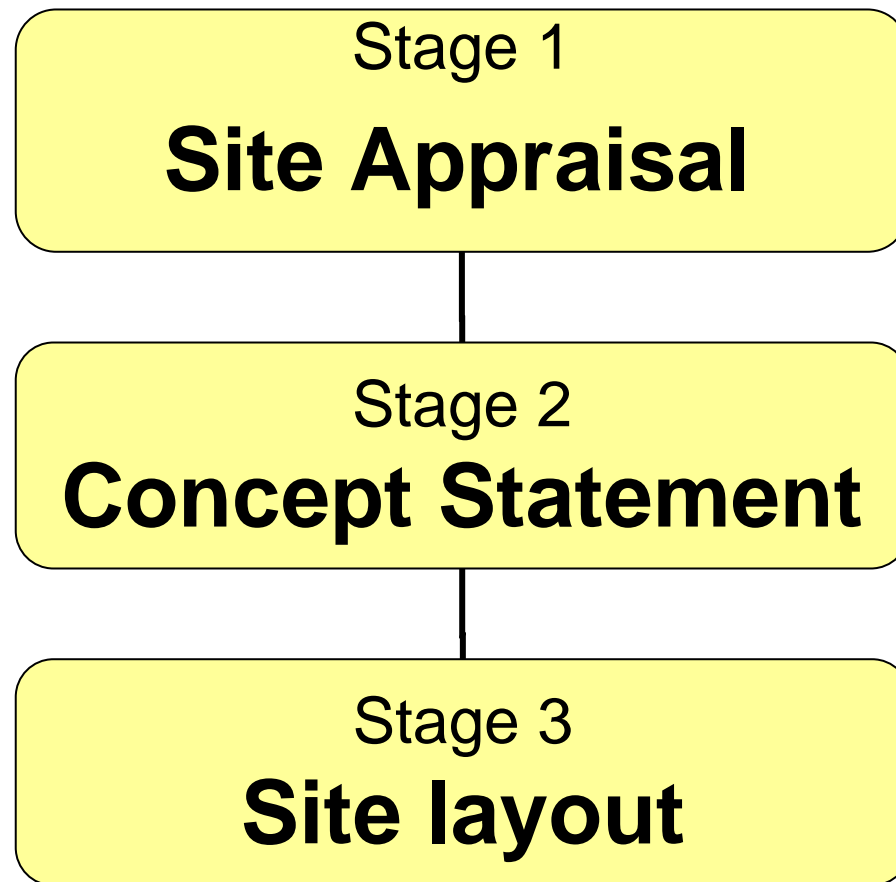 Stage 1
Site Appraisal
Stage 2
Concept Statement
Stage 3
Site layout